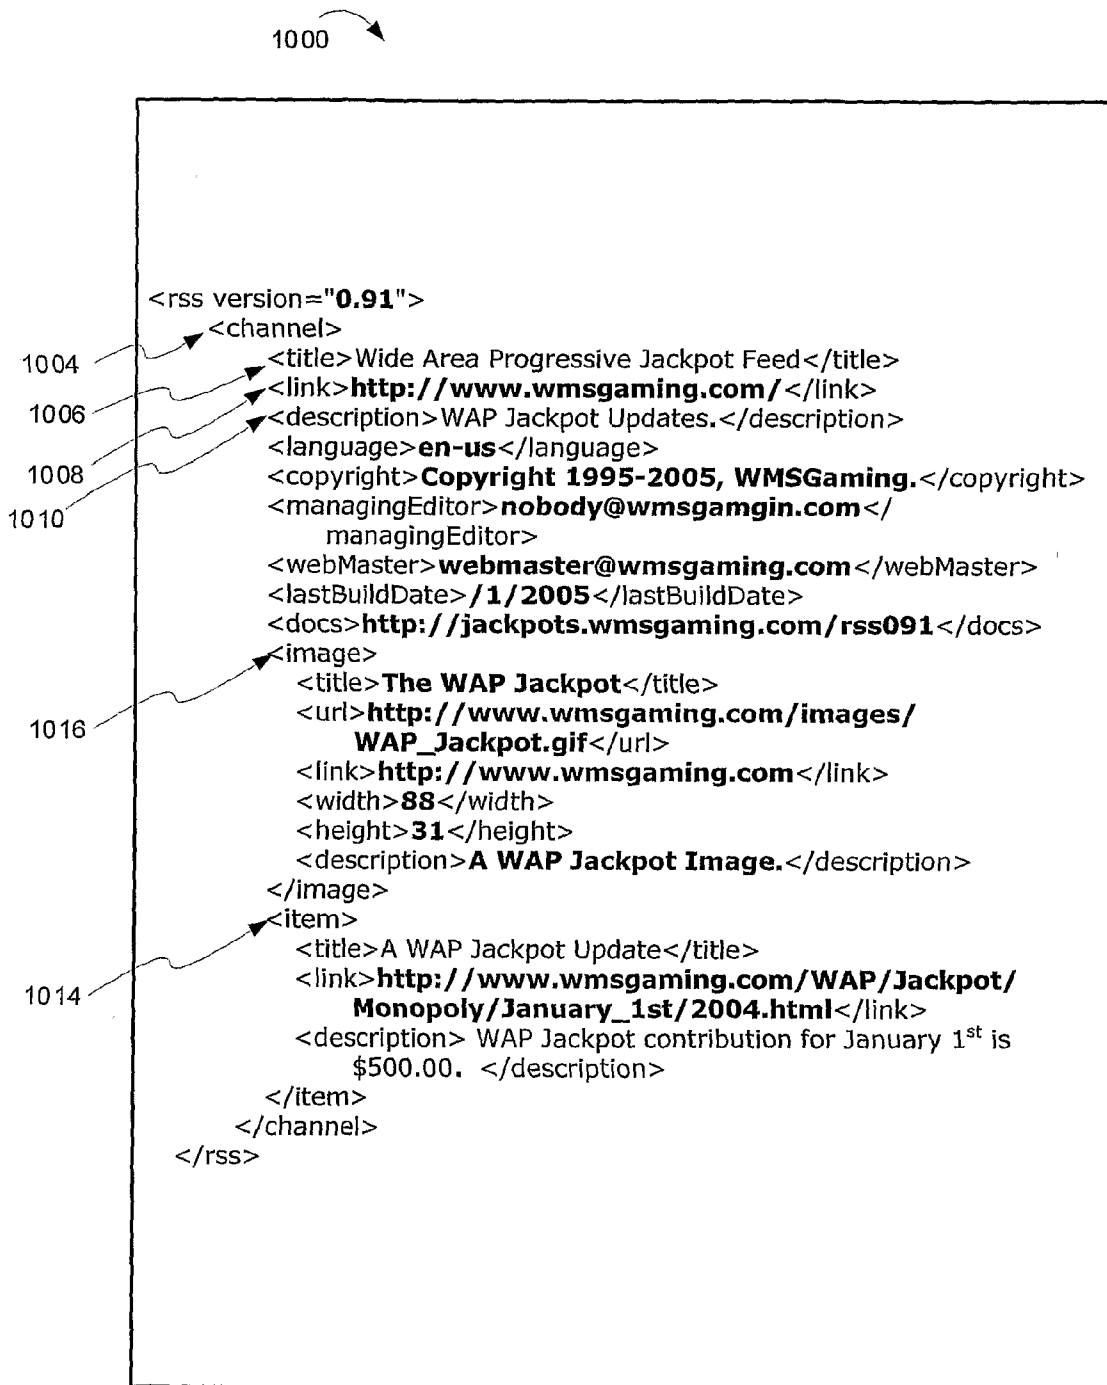 1000
<rss version="0.91">
<channel>
1004
<title>Wide Area Progressive Jackpot Feed</title>
1006
<link>http://www.wmsgaming.com/</link>
1008
<description>WAP Jackpot Updates.</description>
1010
<language>en-us</language>
<copyright>Copyright 1995-2005, WMSGaming.</copyright>
<managingEditor>nobody@wmsgamgin.com</
managingEditor>
<webMaster>webmaster@wmsgaming.com</webMaster>
<lastBuildDate>/1/2005</lastBuildDate>
<docs>http://jackpots.wmsgaming.com/rss091</docs>
<image>
1016
<title>The WAP Jackpot</title>
<url>http://www.wmsgaming.com/images/
WAP_Jackpot.gif</url>
<link>http://www.wmsgaming.com</link>
<width>88</width>
<height>31</height>
<description>A WAP Jackpot Image.</description>
</image>
<item>
1014
<title>A WAP Jackpot Update</title>
<link>http://www.wmsgaming.com/WAP/Jackpot/
Monopoly/January_1st/2004.html</link>
<description> WAP Jackpot contribution for January 1st is
$500.00. </description>
</item>
</channel>
</rss>